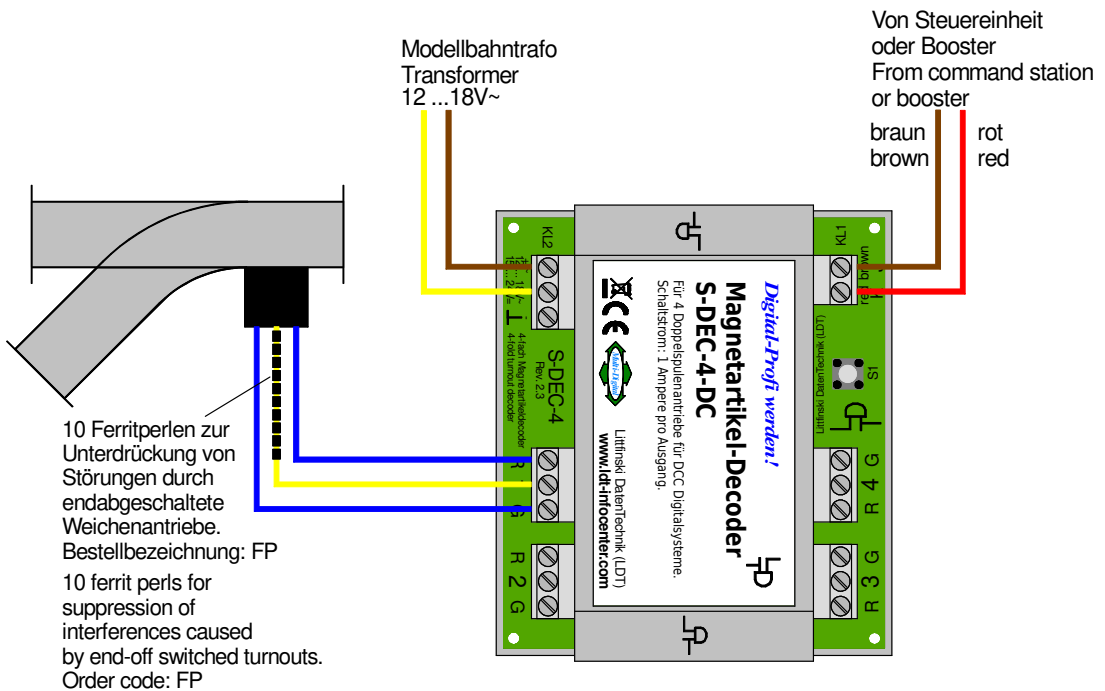 Modellbahntrafo
Transformer
12 ...18V~
Von Steuereinheit
oder Booster
From command station
or booster
braun
brown
rot
red
10 Ferritperlen zur
Unterdrückung von
Störungen durch
endabgeschaltete
Weichenantriebe.
Bestellbezeichnung: FP
10 ferrit perls for
suppression of
interferences caused
by end-off switched turnouts.
Order code: FP
KL2
S-DEC-4
Rev. 2.3
4-fach Magnetartikeldecoder
4-fold turnout decoder
R
G
R 2 G
Digital-Profi werden!
Magnetartikel-Decoder
S-DEC-4-DC
Für 4 Doppelspulenantriebe für DCC Digitalsysteme.
Schaltstrom: 1 Ampere pro Ausgang.
CE
Multi-Digital
Littfinski DatenTechnik (LDT)
www.ldt-infocenter.com
KL1
red brown
S1
Littfinski DatenTechnik (LDT)
R 4 G
R 3 G